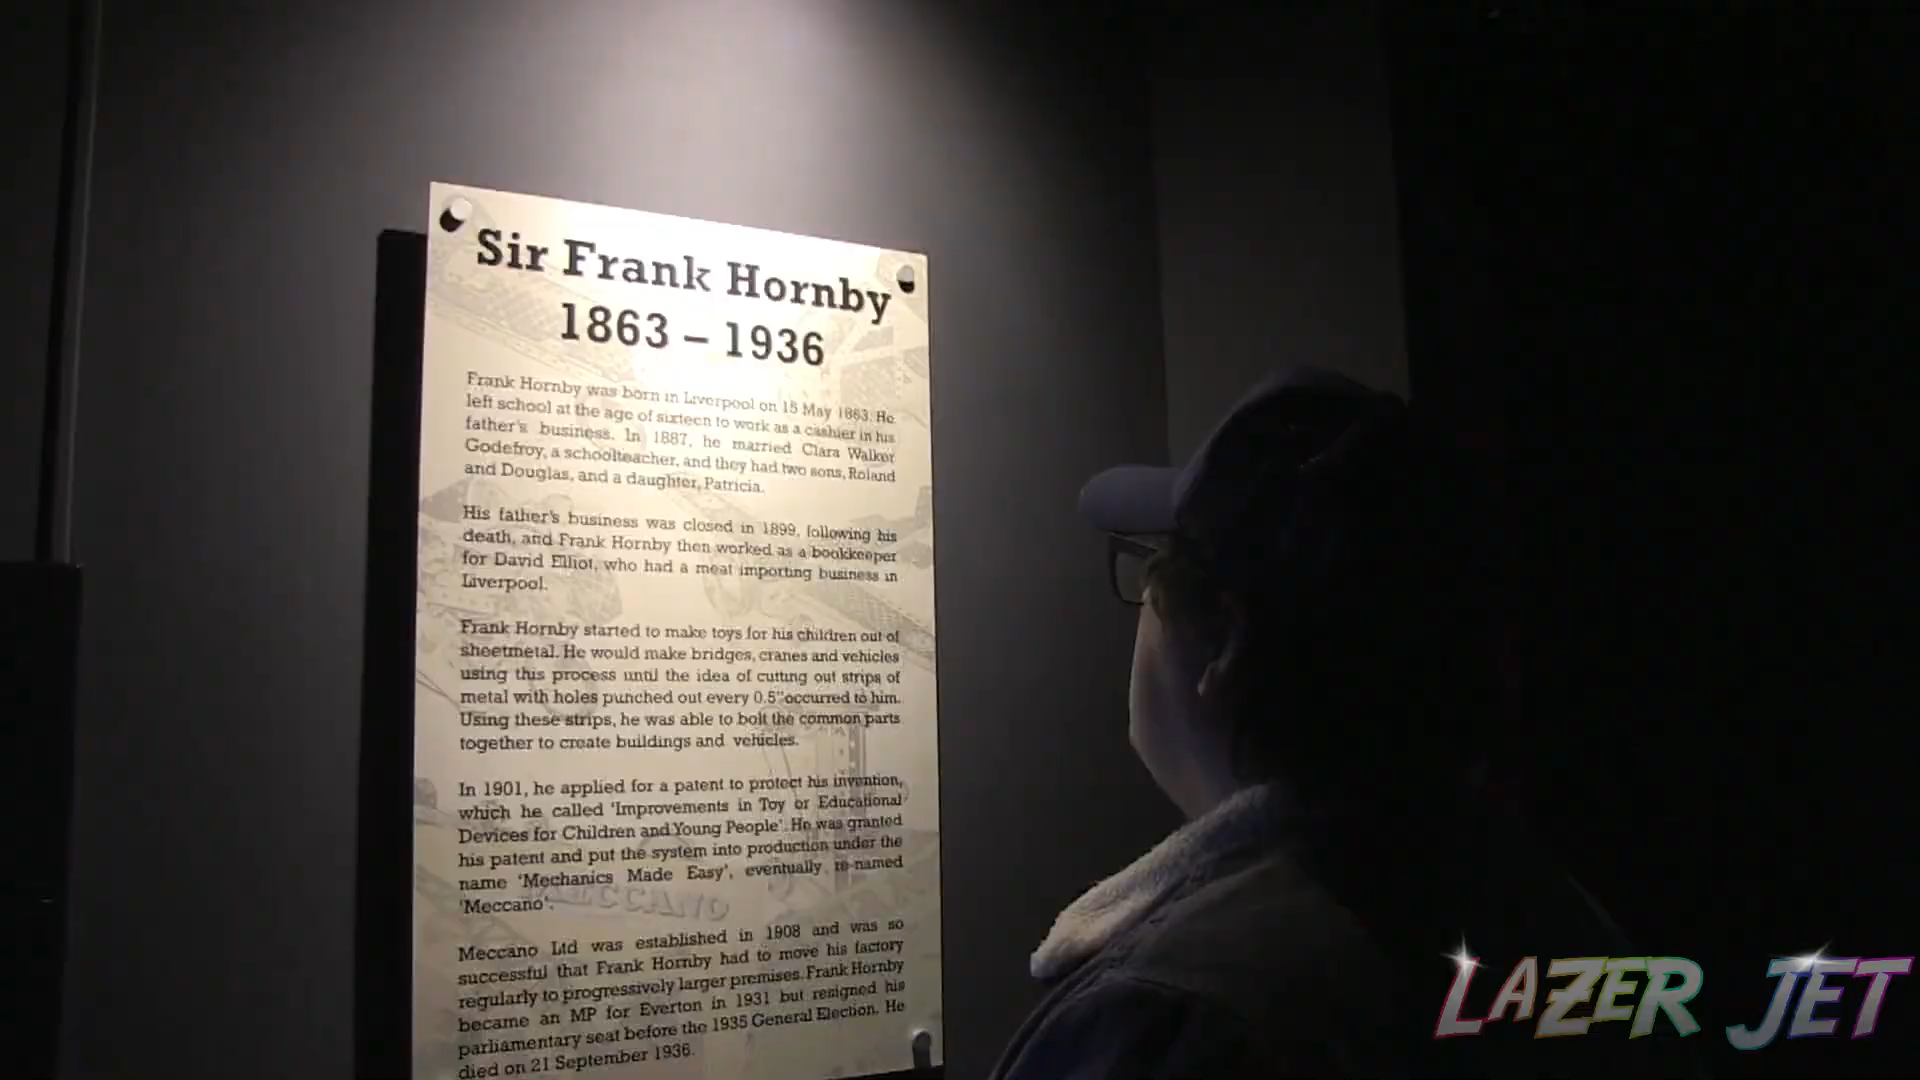 Sir Frank Hornby
1863 – 1936
Frank Hornby was born in Liverpool on 15 May 1863. He
left school at the age of sixteen to work as a cashier in his
father's business. In 1887, he married Clara Walker
Godefroy, a schoolteacher, and they had two sons, Roland
and Douglas, and a daughter, Patricia.
His father's business was closed in 1899, following his
death, and Frank Hornby then worked as a bookkeeper
for David Elliot, who had a meat importing business in
Liverpool.
Frank Hornby started to make toys for his children out of
sheetmetal. He would make bridges, cranes and vehicles
using this process until the idea of cutting out strips of
metal with holes punched out every 0.5" occurred to him.
Using these strips, he was able to bolt the common parts
together to create buildings and vehicles.
In 1901, he applied for a patent to protect his invention,
which he called 'Improvements in Toy or Educational
Devices for Children and Young People'. He was granted
his patent and put the system into production under the
name 'Mechanics Made Easy', eventually re-named
'Meccano'.
MECCANO
Meccano Ltd was established in 1908 and was so
successful that Frank Hornby had to move his factory
regularly to progressively larger premises. Frank Hornby
became an MP for Everton in 1931 but resigned his
parliamentary seat before the 1935 General Election. He
died on 21 September 1936.
LAZER JET